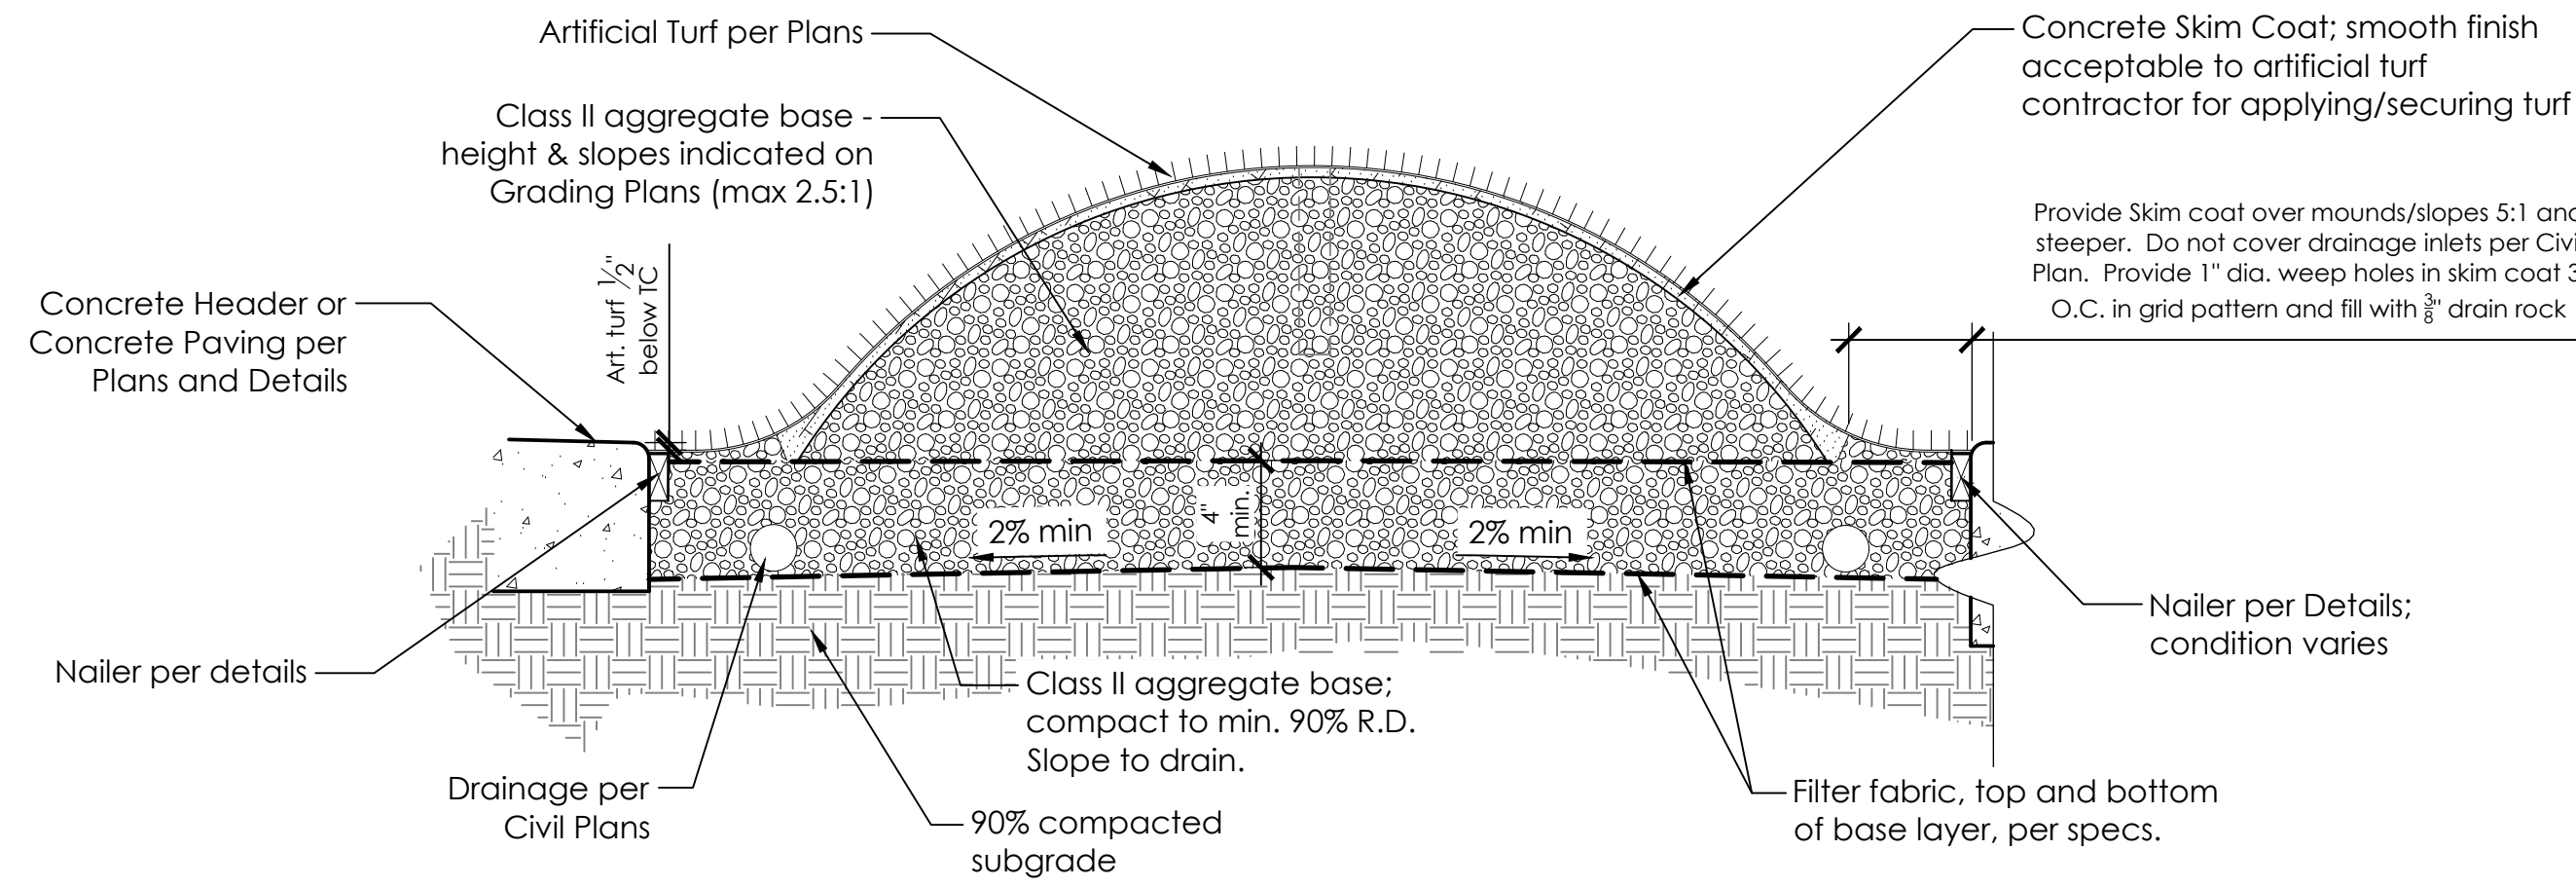 Artificial Turf per Plans
Class II aggregate base -
height & slopes indicated on
Grading Plans (max 2.5:1)
Concrete Skim Coat; smooth finish
acceptable to artificial turf
contractor for applying/securing turf
Provide Skim coat over mounds/slopes 5:1 and
steeper. Do not cover drainage inlets per Civi
Plan. Provide 1" dia. weep holes in skim coat 3
O.C. in grid pattern and fill with 3/8" drain rock
Art. turf 1/2"
below TC
Concrete Header or
Concrete Paving per
Plans and Details
2% min
4"
min.
2% min
Nailer per details
Nailer per Details;
condition varies
Class II aggregate base;
compact to min. 90% R.D.
Slope to drain.
Drainage per
Civil Plans
90% compacted
subgrade
Filter fabric, top and bottom
of base layer, per specs.